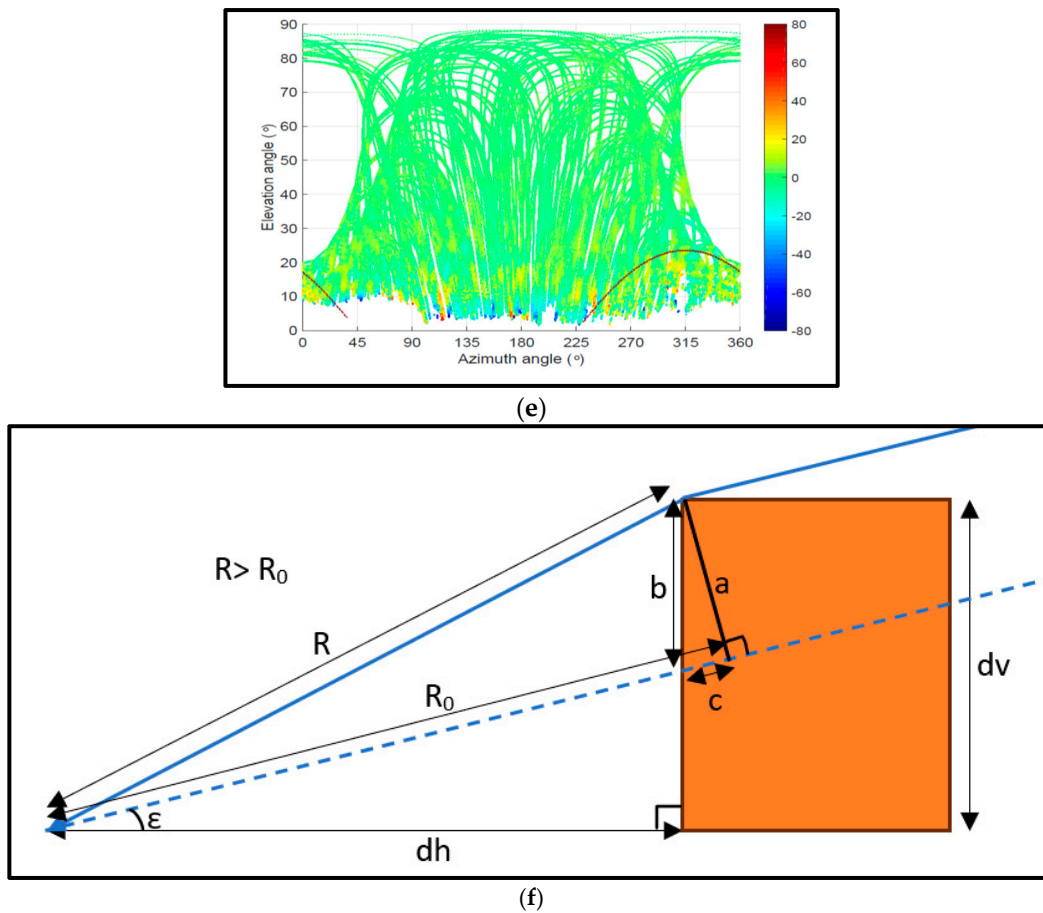 90
80
70
60
50
40
30
20
10
0
Elevation angle (°)
0 45 90 135 180 225 270 315 360
Azimuth angle (°)
80
60
40
20
0
-20
-40
-60
-80
(e)
R> R₀
b
a
R
R₀
c
dv
ε
dh
(f)